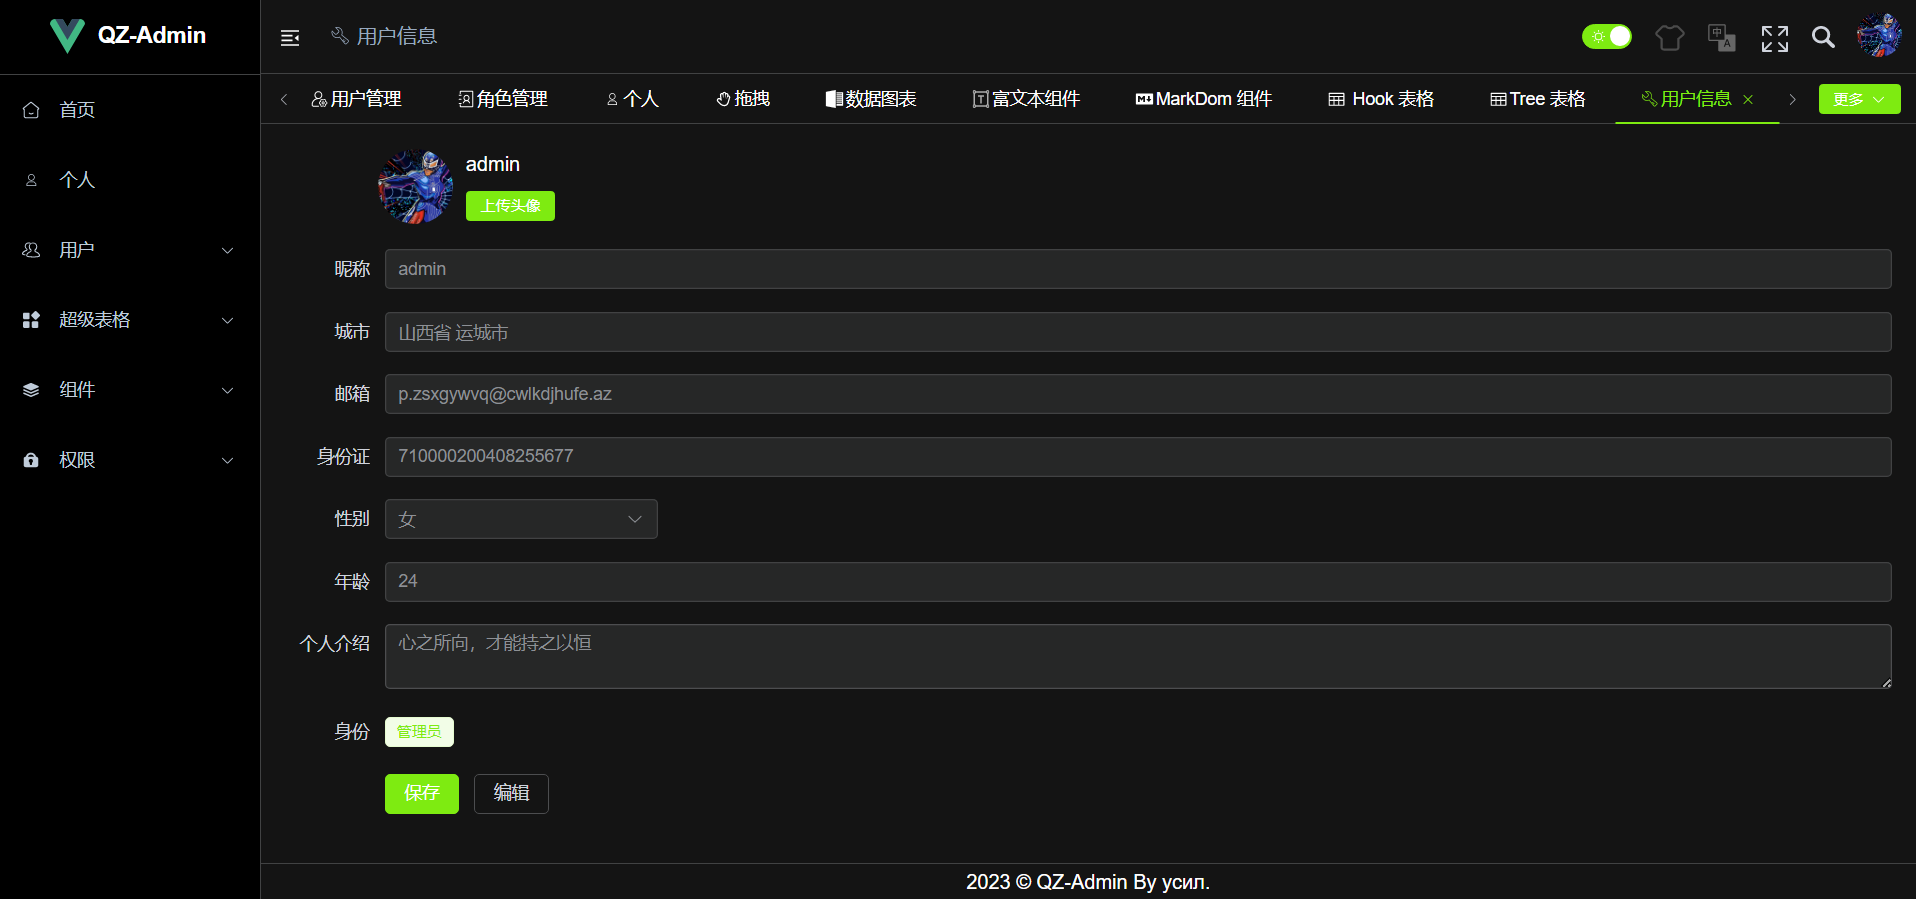 QZ-Admin
用户信息
首页
个人
用户
超级表格
组件
权限
用户管理 角色管理 个人 拖拽 数据图表 富文本组件 MarkDom 组件 Hook 表格 Tree 表格 用户信息 更多
admin
上传头像
昵称 admin
城市 山西省 运城市
邮箱 p.zsxgywvq@cwlkdjhufe.az
身份证 710000200408255677
性别 女
年龄 24
个人介绍 心之所向，才能持之以恒
身份 管理员
保存 编辑
2023 © QZ-Admin By усил.